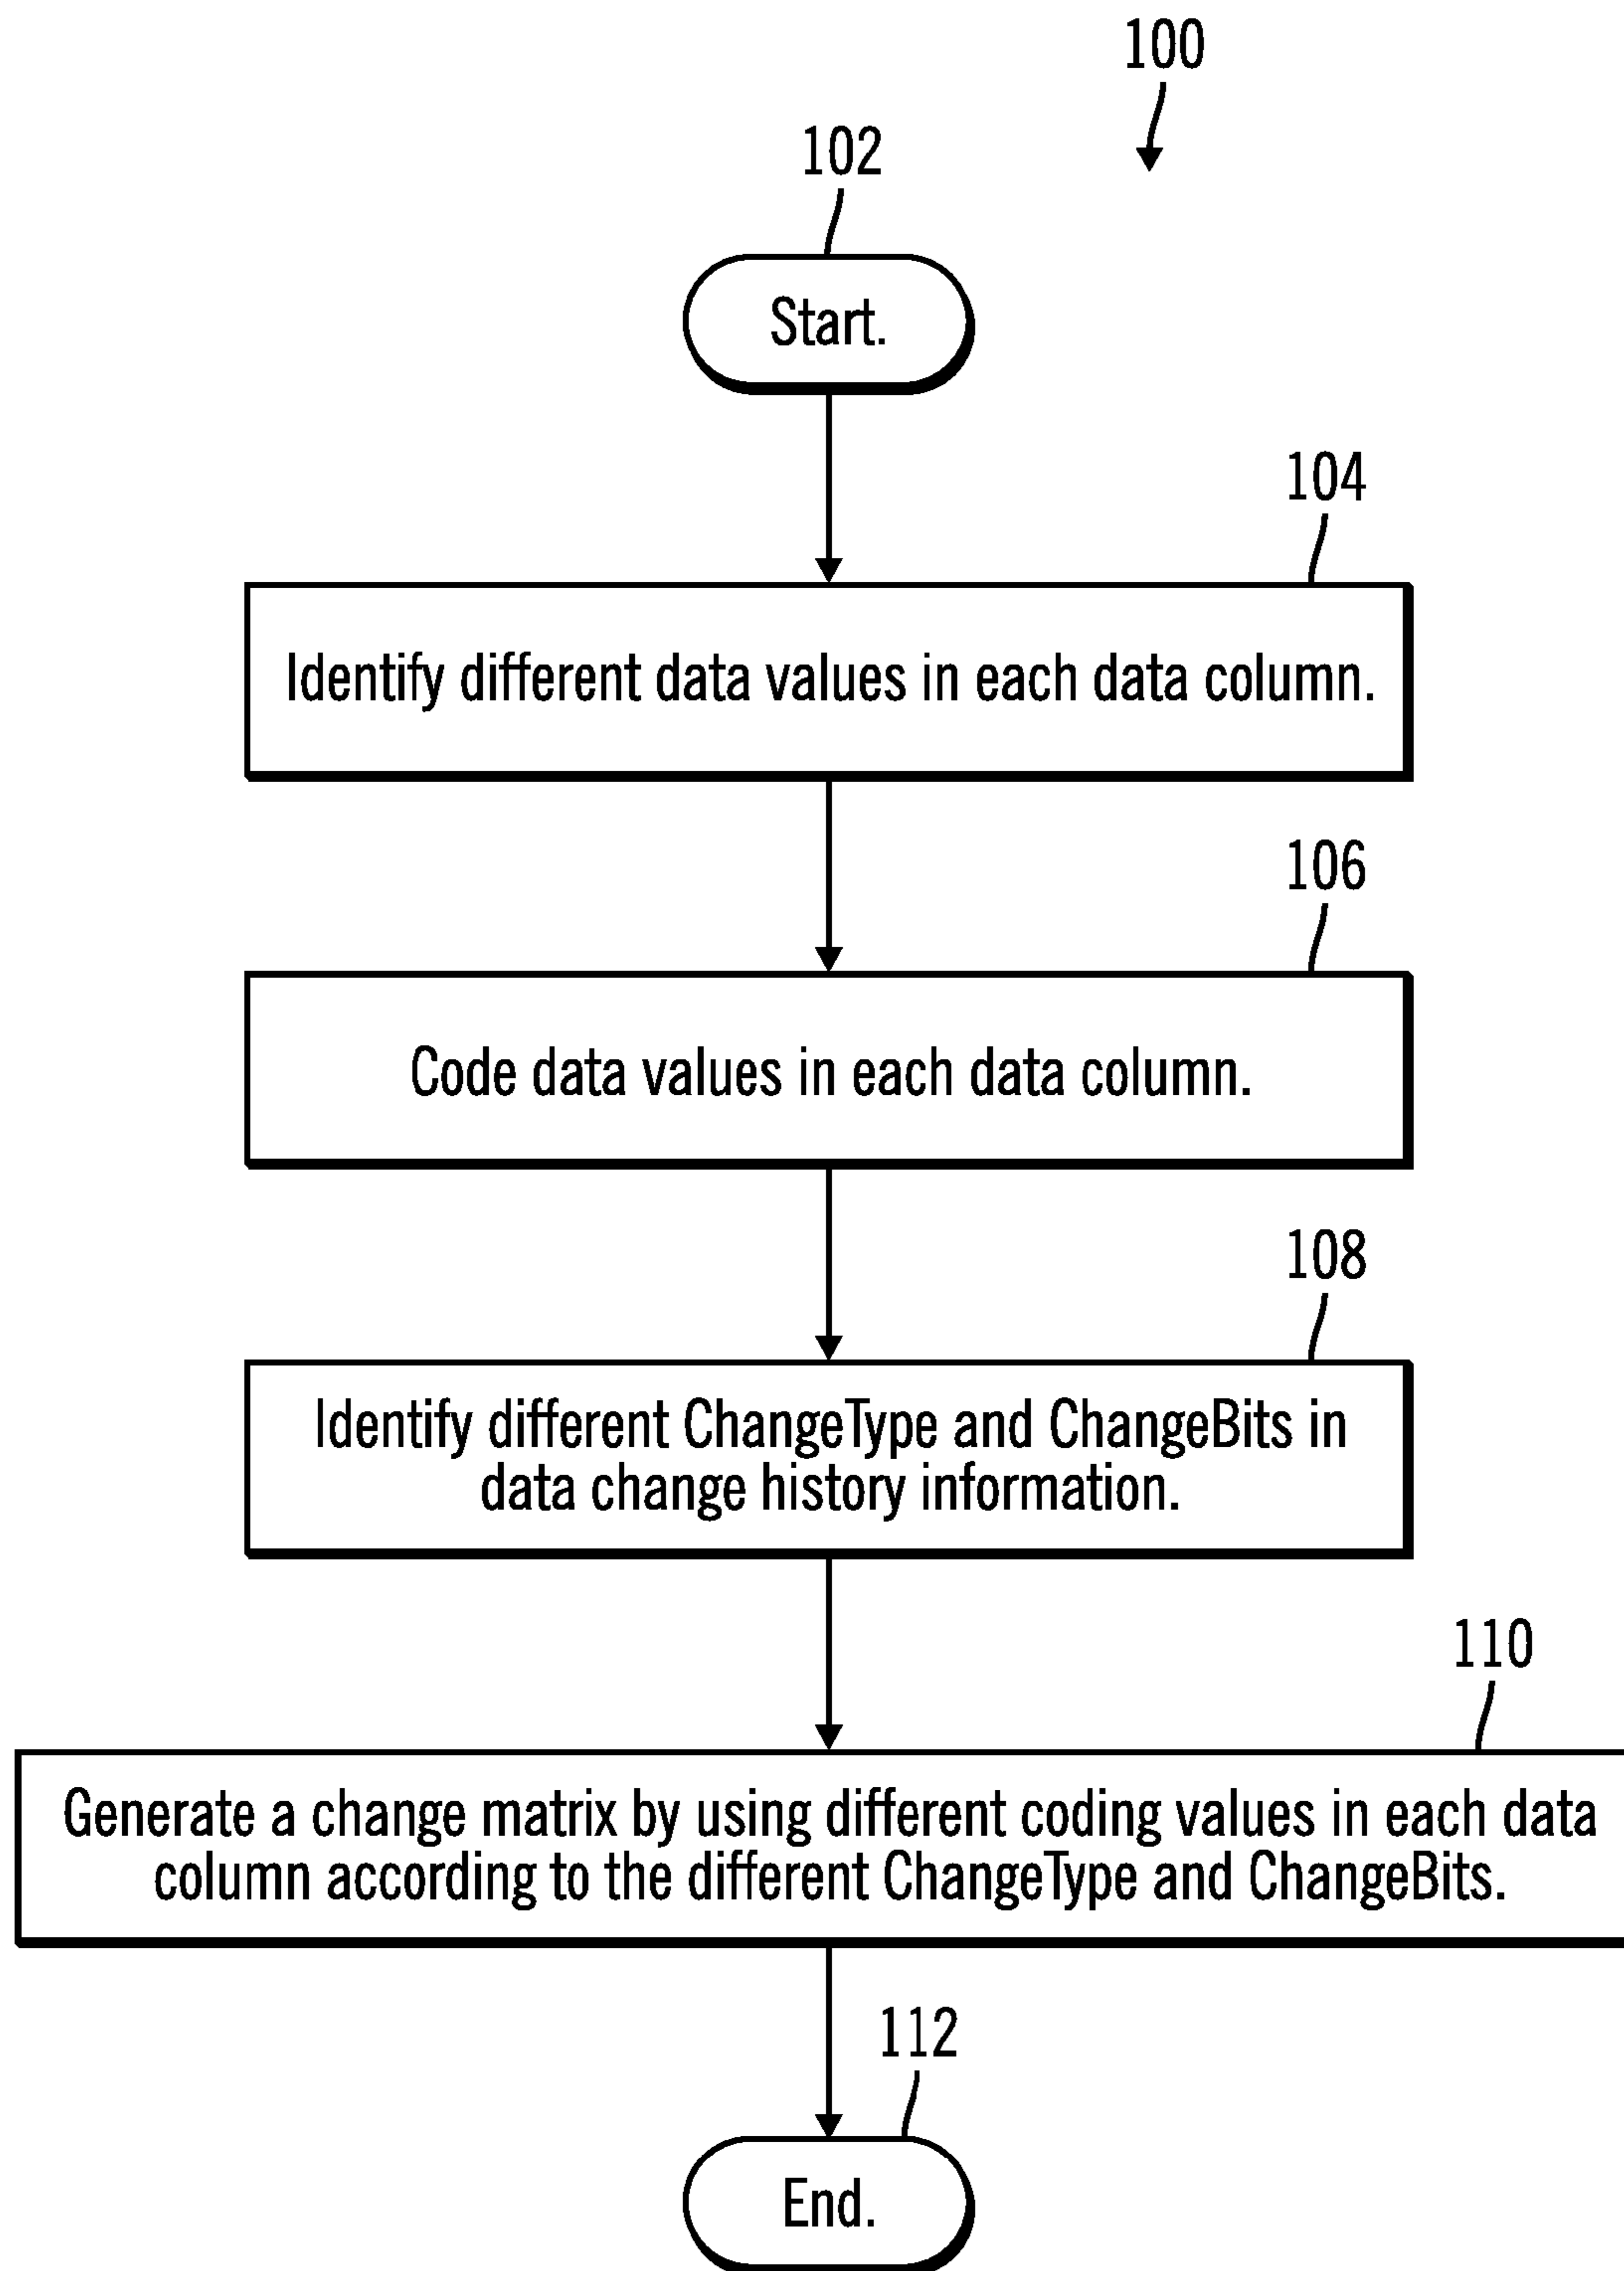 100
102
Start.
104
Identify different data values in each data column.
106
Code data values in each data column.
108
Identify different ChangeType and ChangeBits in
data change history information.
110
Generate a change matrix by using different coding values in each data
column according to the different ChangeType and ChangeBits.
112
End.